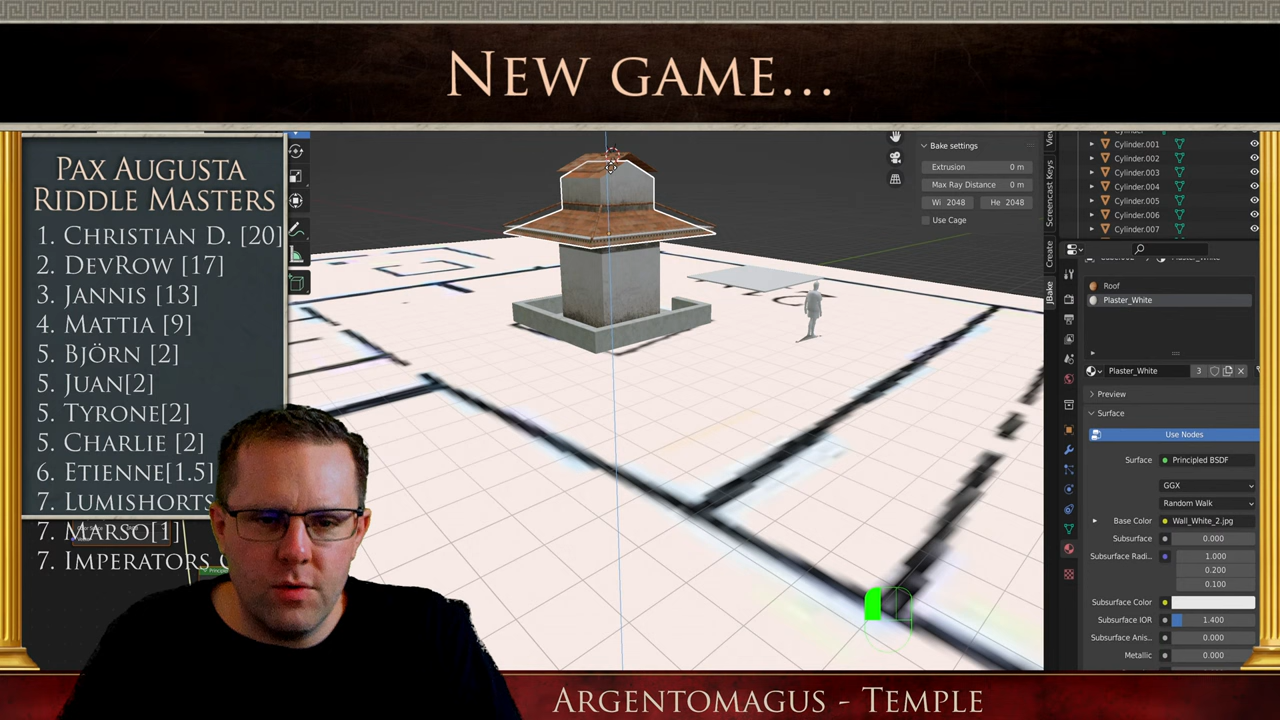 New game...
Pax Augusta
Riddle Masters
1. Christian D. [20]
2. DevRow [17]
3. Jannis [13]
4. Mattia [9]
5. Björn [2]
5. Juan[2]
5. Tyrone[2]
5. Charlie [2]
6. Etienne[1.5]
7. Lumishorts
7. Marso[1]
7. Imperators
Bake settings
Extrusion 0 m
Max Ray Distance 0 m
Wi 2048 He 2048
Use Cage
Screencast Keys
Create
Cylinder.001
Cylinder.002
Cylinder.003
Cylinder.004
Cylinder.005
Cylinder.006
Cylinder.007
Roof
Plaster_White
Plaster_White 3
Preview
Surface
Use Nodes
Surface Principled BSDF
GGX
Random Walk
Base Color Wall_White_2.jpg
Subsurface 0.000
Subsurface Radi... 1.000
0.200
0.100
Subsurface Color
Subsurface IOR 1.400
Subsurface Anis... 0.000
Metallic 0.000
Argentomagus - Temple